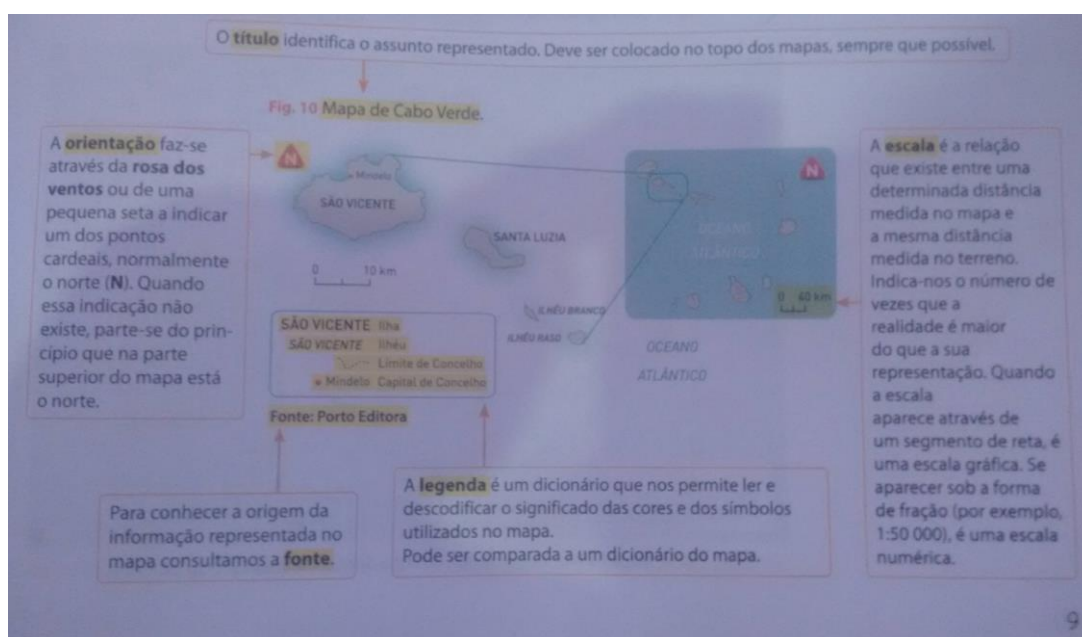 O título identifica o assunto representado. Deve ser colocado no topo dos mapas, sempre que possível.
Fig. 10 Mapa de Cabo Verde.
A orientação faz-se
através da rosa dos
ventos ou de uma
pequena seta a indicar
um dos pontos
cardeais, normalmente
o norte (N). Quando
essa indicação não
existe, parte-se do prin-
cípio que na parte
superior do mapa está
o norte.
N
Mindelo
SÃO VICENTE
SANTA LUZIA
0 10 km
ILHÉU BRANCO
ILHÉU RASO
N
OCEANO
ATLÂNTICO
0 60 km
OCEANO
ATLÂNTICO
SÃO VICENTE Ilha
SÃO VICENTE Ilhéu
Limite de Concelho
Mindelo Capital de Concelho
Fonte: Porto Editora
A escala é a relação
que existe entre uma
determinada distância
medida no mapa e
a mesma distância
medida no terreno.
Indica-nos o número de
vezes que a
realidade é maior
do que a sua
representação. Quando
a escala
aparece através de
um segmento de reta, é
uma escala gráfica. Se
aparecer sob a forma
de fração (por exemplo,
1:50 000), é uma escala
numérica.
Para conhecer a origem da
informação representada no
mapa consultamos a fonte.
A legenda é um dicionário que nos permite ler e
descodificar o significado das cores e dos símbolos
utilizados no mapa.
Pode ser comparada a um dicionário do mapa.
9